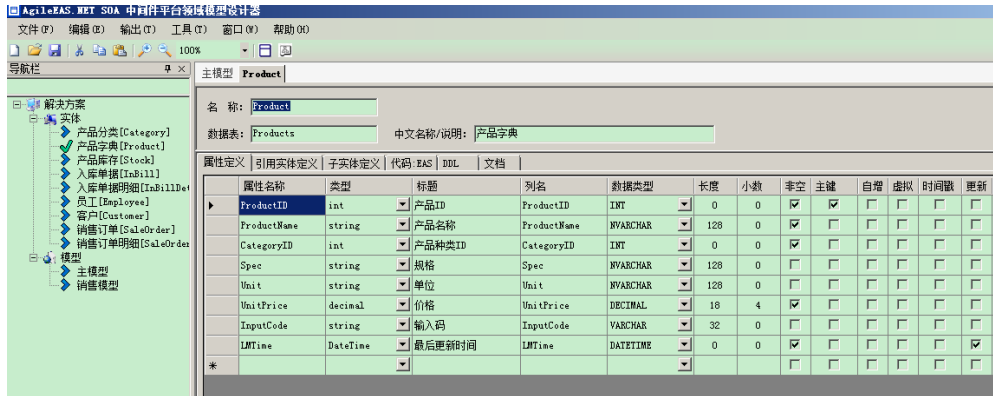 AgileEAS.NET SOA 中间件平台领域模型设计器
文件(F) 编辑(E) 输出(T) 工具(T) 窗口(W) 帮助(H)
100%
导航栏
主模型 Product
解决方案
实体
产品分类[Category]
产品字典[Product]
产品库存[Stock]
入库单据[InBill]
入库单据明细[InBillDet
员工[Employee]
客户[Customer]
销售订单[SaleOrder]
销售订单明细[SaleOrder
模型
主模型
销售模型
名 称: Product
数据表: Products 中文名称/说明: 产品字典
属性定义 引用实体定义 子实体定义 代码:EAS DDL 文档
属性名称 类型 标题 列名 数据类型 长度 小数 非空 主键 自增 虚拟 时间戳 更新
ProductID int 产品ID ProductID INT 0 0
ProductName string 产品名称 ProductName NVARCHAR 128 0
CategoryID int 产品种类ID CategoryID INT 0 0
Spec string 规格 Spec NVARCHAR 128 0
Unit string 单位 Unit NVARCHAR 128 0
UnitPrice decimal 价格 UnitPrice DECIMAL 18 4
InputCode string 输入码 InputCode VARCHAR 32 0
LMTime DateTime 最后更新时间 LMTime DATETIME 0 0